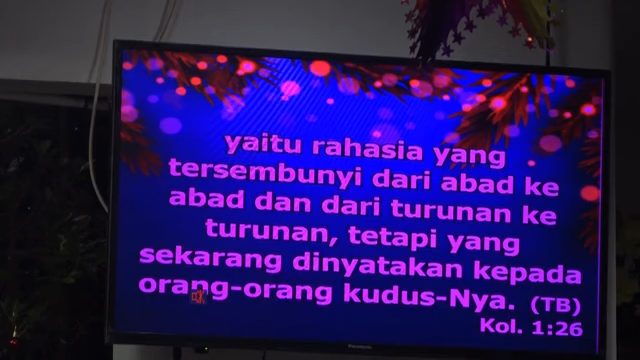 yaitu rahasia yang
tersembunyi dari abad ke
abad dan dari turunan ke
turunan, tetapi yang
sekarang dinyatakan kepada
orang-orang kudus-Nya. (TB)
Kol. 1:26
Panasonic